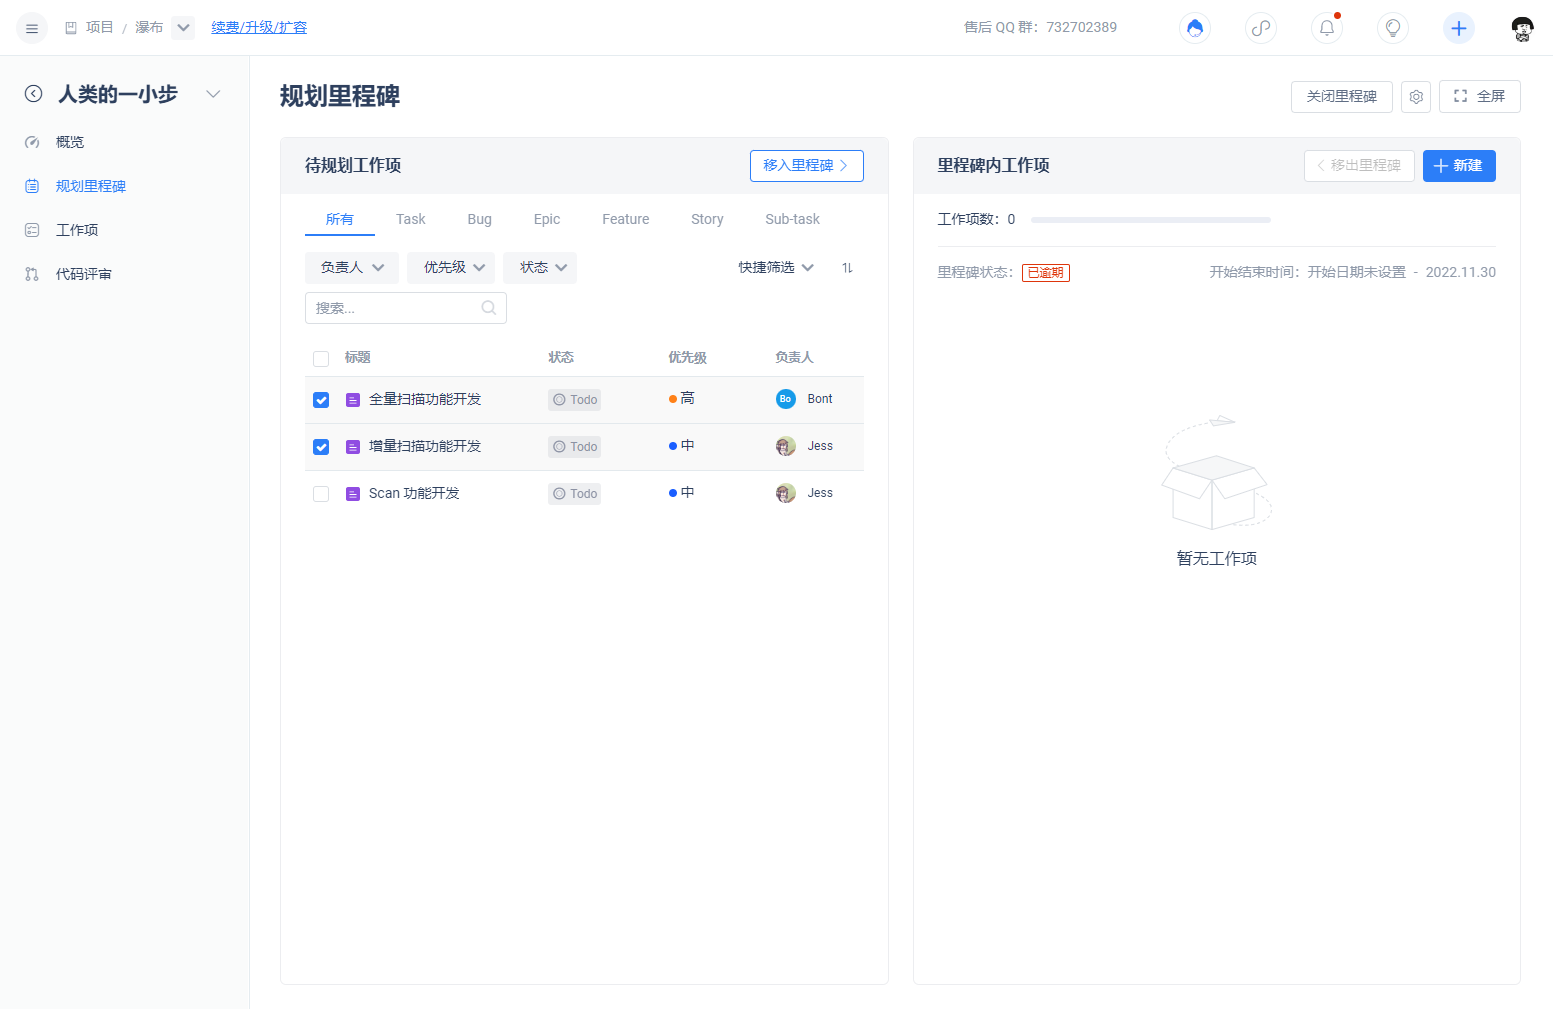 项目 / 瀑布 续费/升级/扩容 售后 QQ 群：732702389
人类的一小步
概览
规划里程碑
工作项
代码评审
规划里程碑
关闭里程碑 全屏
待规划工作项 移入里程碑
所有 Task Bug Epic Feature Story Sub-task
负责人 优先级 状态 快捷筛选
搜索...
标题 状态 优先级 负责人
全量扫描功能开发 Todo 高 Bo Bont
增量扫描功能开发 Todo 中 Jess
Scan 功能开发 Todo 中 Jess
里程碑内工作项 移出里程碑 新建
工作项数：0
里程碑状态： 已逾期 开始结束时间：开始日期未设置 - 2022.11.30
暂无工作项